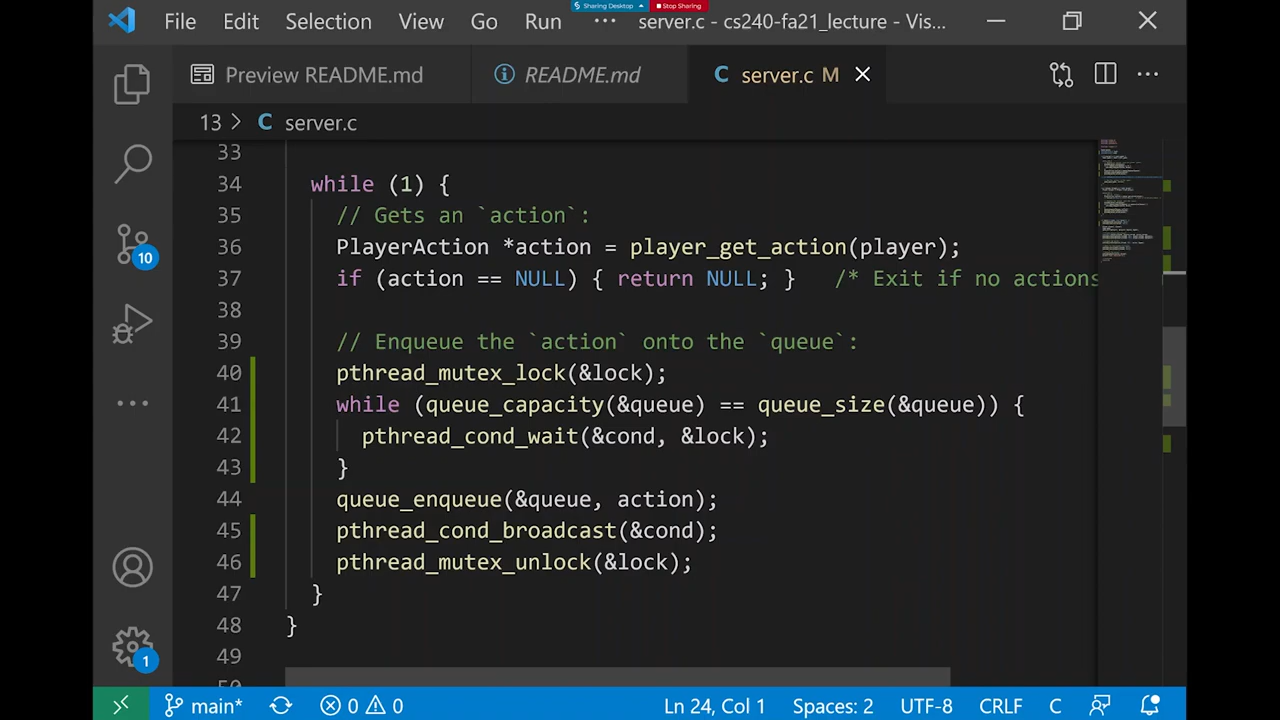 Sharing Desktop Stop Sharing
File Edit Selection View Go Run ··· server.c - cs240-fa21_lecture - Vis...
Preview README.md README.md C server.c M
13 > C server.c
33
34 while (1) {
35 // Gets an `action`:
36 PlayerAction *action = player_get_action(player);
37 if (action == NULL) { return NULL; } /* Exit if no actions
38
39 // Enqueue the `action` onto the `queue`:
40 pthread_mutex_lock(&lock);
41 while (queue_capacity(&queue) == queue_size(&queue)) {
42 pthread_cond_wait(&cond, &lock);
43 }
44 queue_enqueue(&queue, action);
45 pthread_cond_broadcast(&cond);
46 pthread_mutex_unlock(&lock);
47 }
48 }
49
50
10
1
main* 0 0 Ln 24, Col 1 Spaces: 2 UTF-8 CRLF C